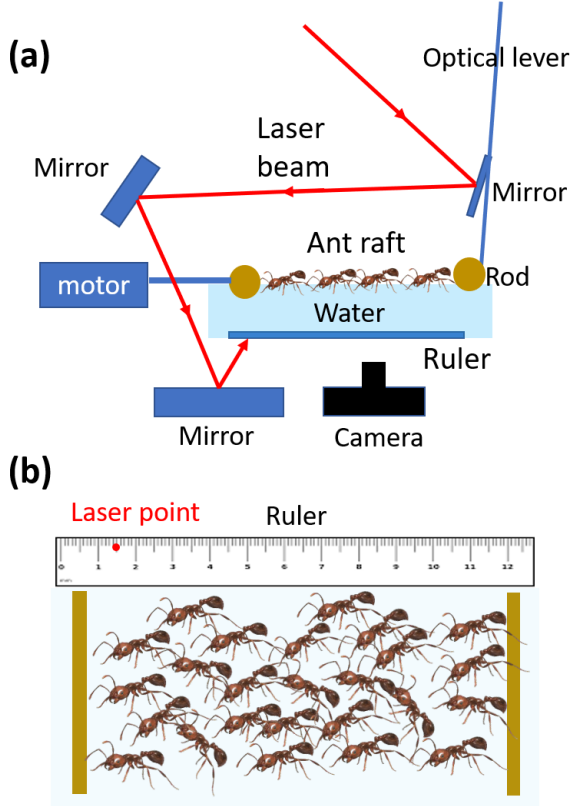 (a)
Optical lever
Laser
beam
Mirror
Mirror
Ant raft
motor
Rod
Water
Ruler
Mirror
Camera
(b)
Laser point
Ruler
0 1 2 3 4 5 6 7 8 9 10 11 12